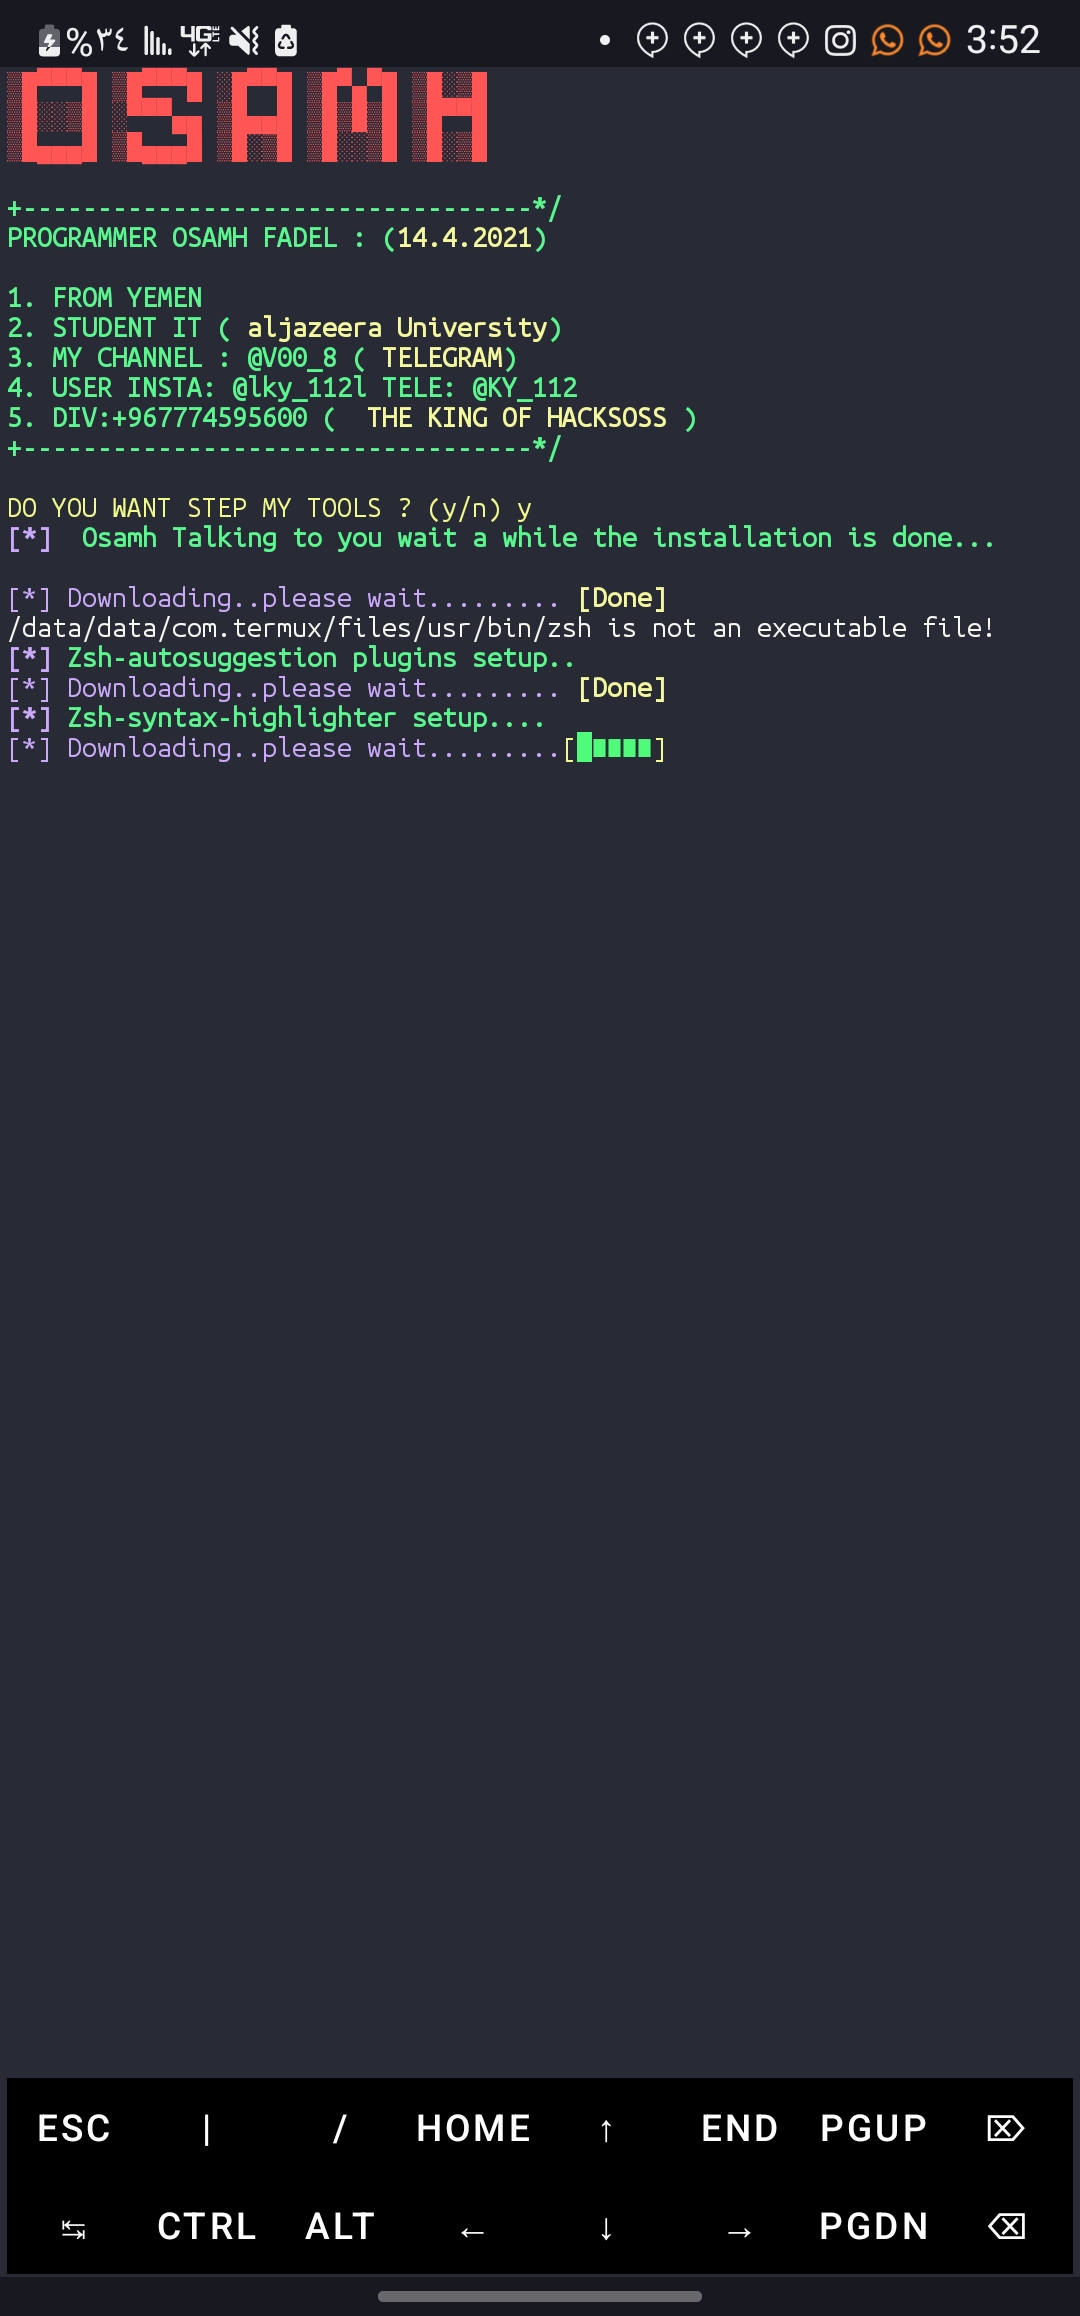 %٣٤ 4G LTE 3:52
OSAMH
+----------------------------------*/
PROGRAMMER OSAMH FADEL : (14.4.2021)
1. FROM YEMEN
2. STUDENT IT ( aljazeera University)
3. MY CHANNEL : @V00_8 ( TELEGRAM)
4. USER INSTA: @lky_112l TELE: @KY_112
5. DIV:+967774595600 (  THE KING OF HACKSOSS )
+----------------------------------*/
DO YOU WANT STEP MY TOOLS ? (y/n) y
[*]  Osamh Talking to you wait a while the installation is done...
[*] Downloading..please wait......... [Done]
/data/data/com.termux/files/usr/bin/zsh is not an executable file!
[*] Zsh-autosuggestion plugins setup..
[*] Downloading..please wait......... [Done]
[*] Zsh-syntax-highlighter setup....
[*] Downloading..please wait.........[█■■■■]
ESC | / HOME ↑ END PGUP ⌦
↹ CTRL ALT ← ↓ → PGDN ⌫